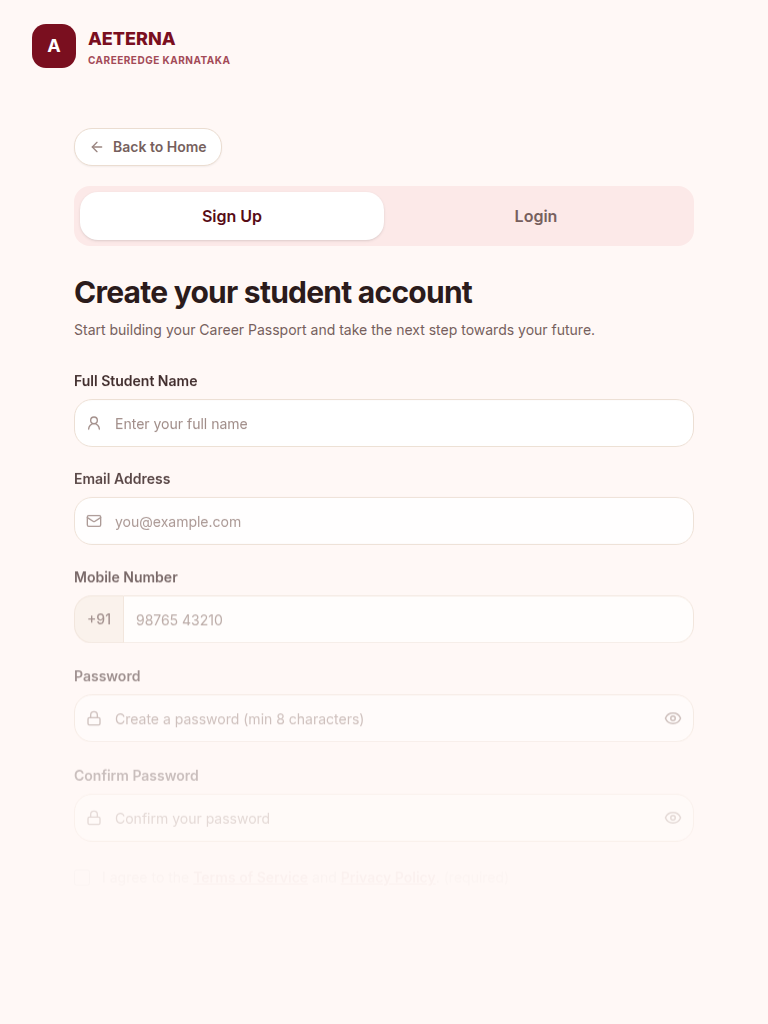 A
AETERNA
CAREEREDGE KARNATAKA
Back to Home
Sign Up
Login
Create your student account
Start building your Career Passport and take the next step towards your future.
Full Student Name
Enter your full name
Email Address
you@example.com
Mobile Number
+91
98765 43210
Password
Create a password (min 8 characters)
Confirm Password
Confirm your password
I agree to the Terms of Service and Privacy Policy.